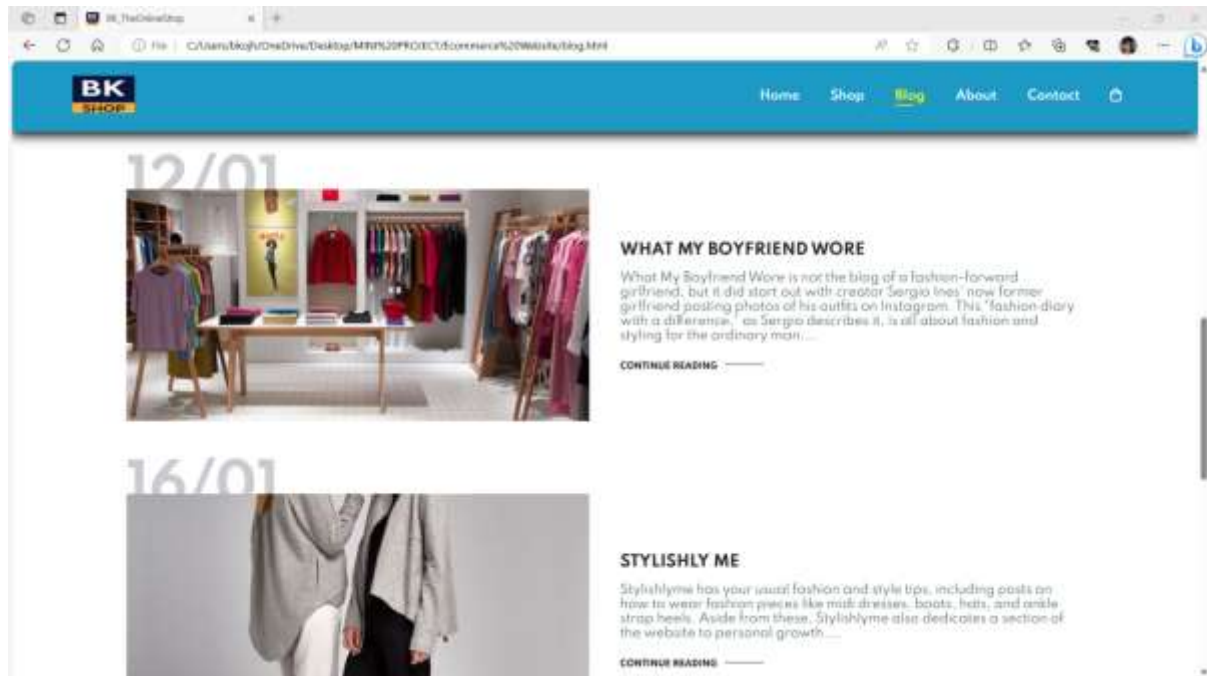 BK_TheOnlineShop
File
C:/Users/bkojh/OneDrive/Desktop/MINI%20PROJECT/Ecommerce%20Website/blog.html
BK
SHOP
Home Shop Blog About Contact
12/01
WHAT MY BOYFRIEND WORE
What My Boyfriend Wore is not the blog of a fashion-forward
girlfriend, but it did start out with creator Sergio Ines' now former
girlfriend posting photos of his outfits on Instagram. This "fashion diary
with a difference," as Sergio describes it, is all about fashion and
styling for the ordinary man....
CONTINUE READING
16/01
STYLISHLY ME
Stylishlyme has your usual fashion and style tips, including posts on
how to wear fashion pieces like midi dresses, boots, hats, and ankle
strap heels. Aside from these, Stylishlyme also dedicates a section of
the website to personal growth....
CONTINUE READING